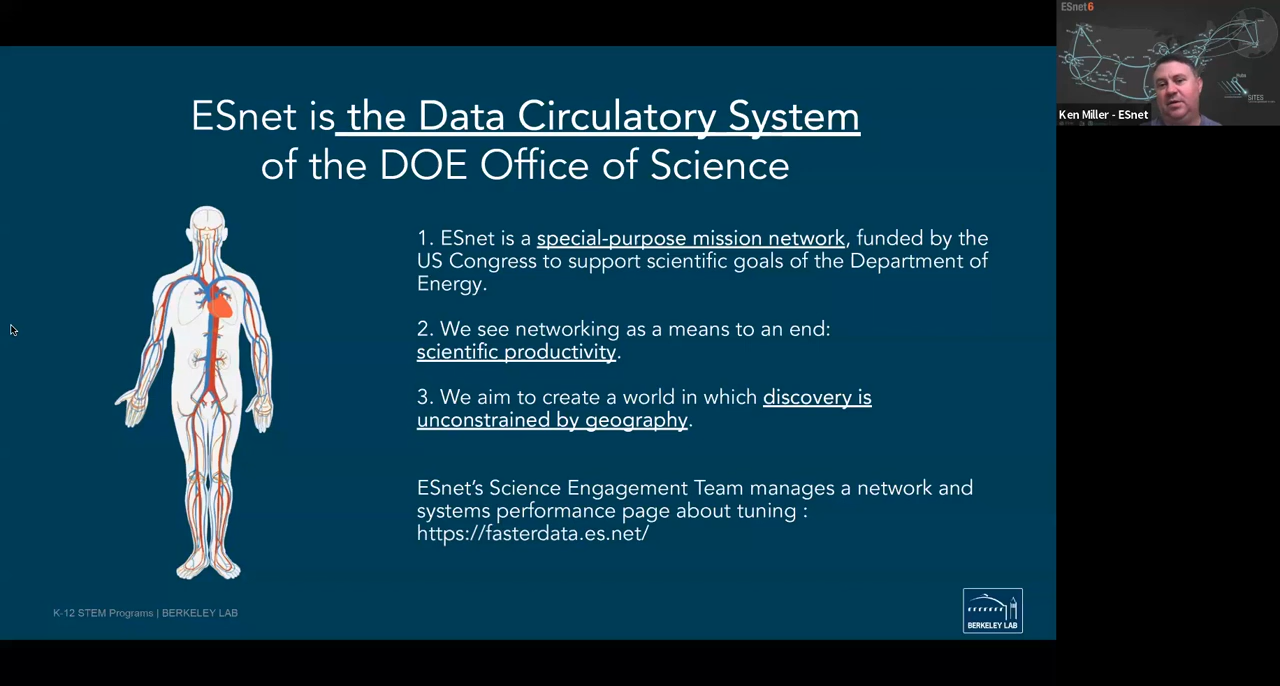 ESnet6
SITES
Ken Miller - ESnet
ESnet is the Data Circulatory System
of the DOE Office of Science
1. ESnet is a special-purpose mission network, funded by the
US Congress to support scientific goals of the Department of
Energy.
2. We see networking as a means to an end:
scientific productivity.
3. We aim to create a world in which discovery is
unconstrained by geography.
ESnet’s Science Engagement Team manages a network and
systems performance page about tuning :
https://fasterdata.es.net/
K-12 STEM Programs | BERKELEY LAB
BERKELEY LAB